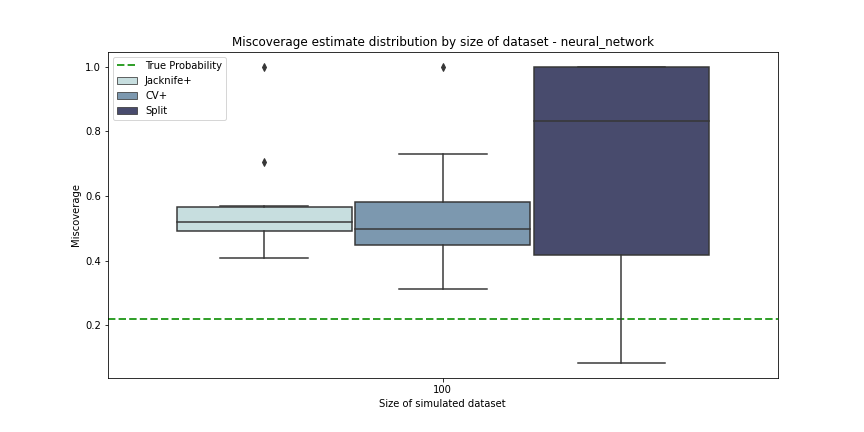 Miscoverage estimate distribution by size of dataset - neural_network
True Probability
Jacknife+
CV+
Split
1.0
0.8
0.6
0.4
0.2
Miscoverage
100
Size of simulated dataset